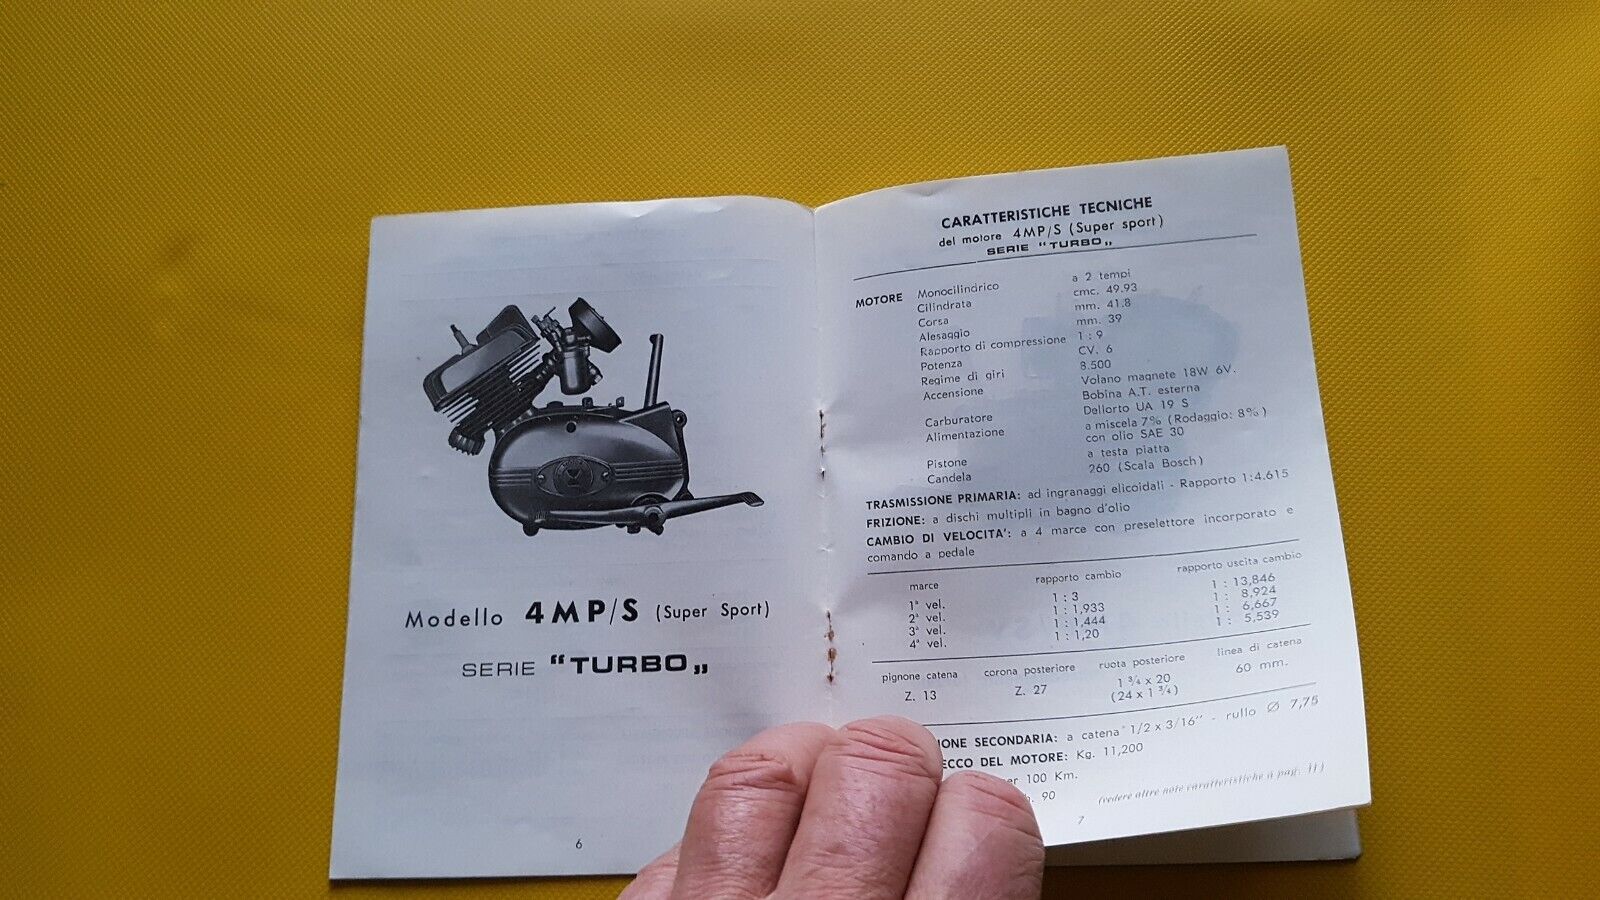 Modello 4MP/S (Super Sport)
SERIE "TURBO„
6
CARATTERISTICHE TECNICHE
del motore 4MP/S (Super sport)
SERIE "TURBO„
MOTORE Monocilindrico a 2 tempi
Cilindrata cmc. 49.93
Corsa mm. 41.8
Alesaggio mm. 39
Rapporto di compressione 1 : 9
Potenza CV. 6
Regime di giri 8.500
Accensione Volano magnete 18W 6V.
Bobina A.T. esterna
Carburatore Dellorto UA 19 S
Alimentazione a miscela 7% (Rodaggio: 8%)
con olio SAE 30
Pistone a testa piatta
Candela 260 (Scala Bosch)
TRASMISSIONE PRIMARIA: ad ingranaggi elicoidali - Rapporto 1:4.615
FRIZIONE: a dischi multipli in bagno d'olio
CAMBIO DI VELOCITA': a 4 marce con preselettore incorporato e
comando a pedale
marce rapporto cambio rapporto uscita cambio
1ª vel. 1 : 3 1 : 13,846
2ª vel. 1 : 1,933 1 : 8,924
3ª vel. 1 : 1,444 1 : 6,667
4ª vel. 1 : 1,20 1 : 5,539
pignone catena corona posteriore ruota posteriore linea di catena
Z. 13 Z. 27 1 ¾ x 20 60 mm.
(24 x 1 ¾)
IONE SECONDARIA: a catena 1/2 x 3/16" - rullo Ø 7,75
ECCO DEL MOTORE: Kg. 11,200
er 100 Km.
90
(vedere altre note caratteristiche a pag. 11)
7